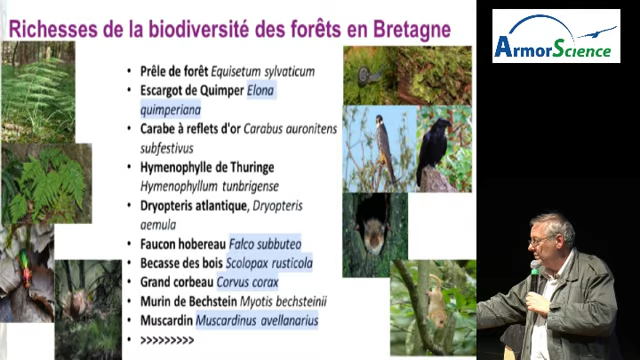 Richesses de la biodiversité des forêts en Bretagne
• Prêle de forêt Equisetum sylvaticum
• Escargot de Quimper Elona
quimperiana
• Carabe à reflets d'or Carabus auronitens
subfestivus
• Hymenophylle de Thuringe
Hymenophyllum tunbrigense
• Dryopteris atlantique, Dryopteris
aemula
• Faucon hobereau Falco subbuteo
• Becasse des bois Scolopax rusticola
• Grand corbeau Corvus corax
• Murin de Bechstein Myotis bechsteinii
• Muscardin Muscardinus avellanarius
• >>>>>>>>>
ARMORSCIENCE